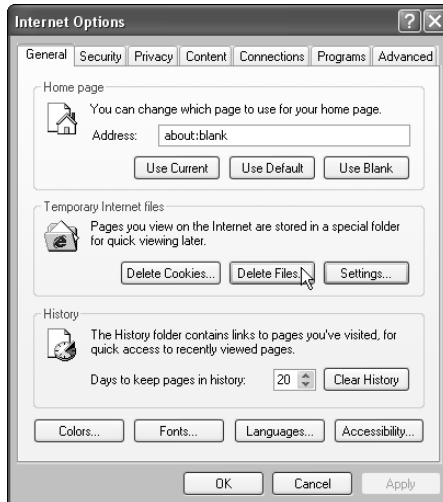 Internet Options
General Security Privacy Content Connections Programs Advanced
Home page
You can change which page to use for your home page.
Address: about:blank
Use Current Use Default Use Blank
Temporary Internet files
Pages you view on the Internet are stored in a special folder
for quick viewing later.
Delete Cookies... Delete Files... Settings...
History
The History folder contains links to pages you've visited, for
quick access to recently viewed pages.
Days to keep pages in history: 20 Clear History
Colors... Fonts... Languages... Accessibility...
OK Cancel Apply